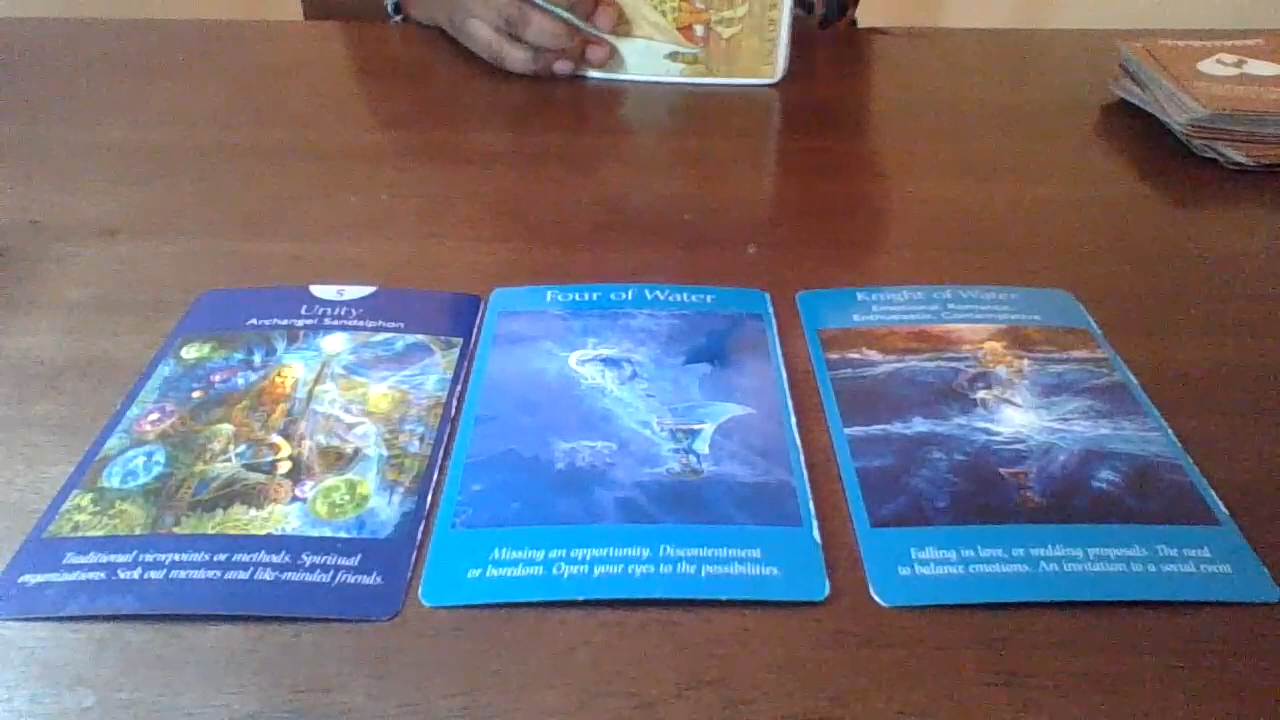 5
Unity
Archangel Sandalphon
Traditional viewpoints or methods. Spiritual
organizations. Seek out mentors and like-minded friends.
Four of Water
Missing an opportunity. Discontentment
or boredom. Open your eyes to the possibilities.
Knight of Water
Emotional, Romantic,
Enthusiastic, Contemplative
Falling in love, or wedding proposals. The need
to balance emotions. An invitation to a social event